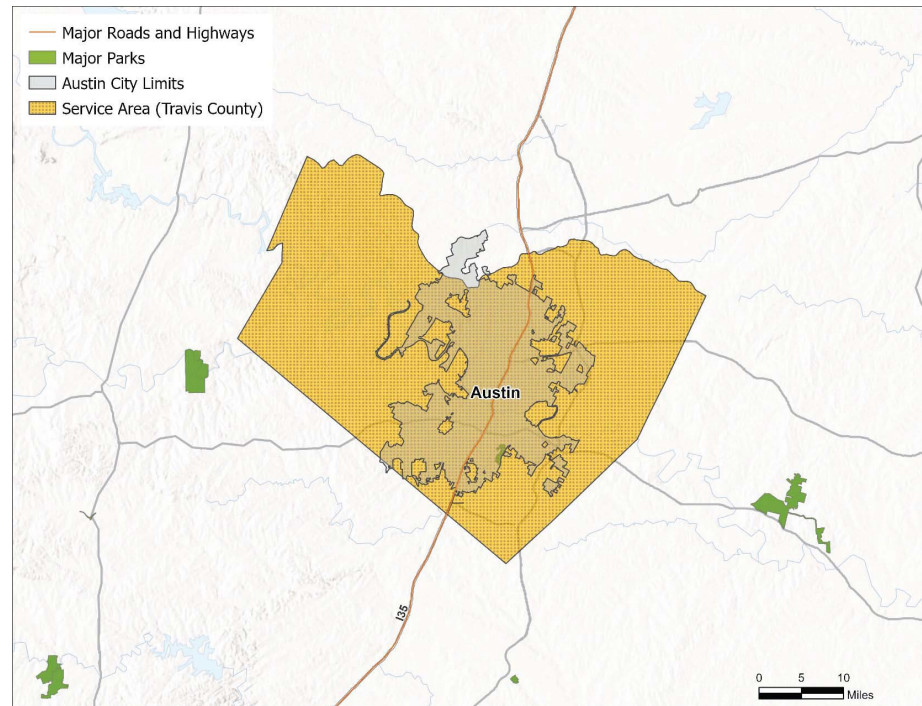 Major Roads and Highways
Major Parks
Austin City Limits
Service Area (Travis County)
Austin
I35
0 5 10
Miles